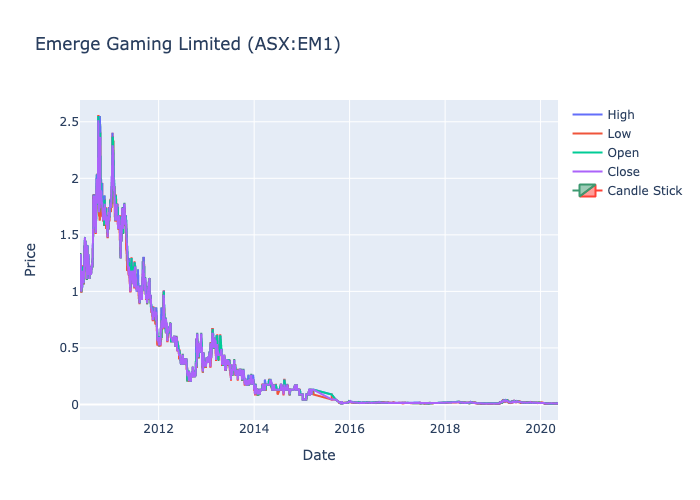 Emerge Gaming Limited (ASX:EM1)
2.5
2
1.5
1
0.5
0
2012
2014
2016
2018
2020
Price
Date
High
Low
Open
Close
Candle Stick